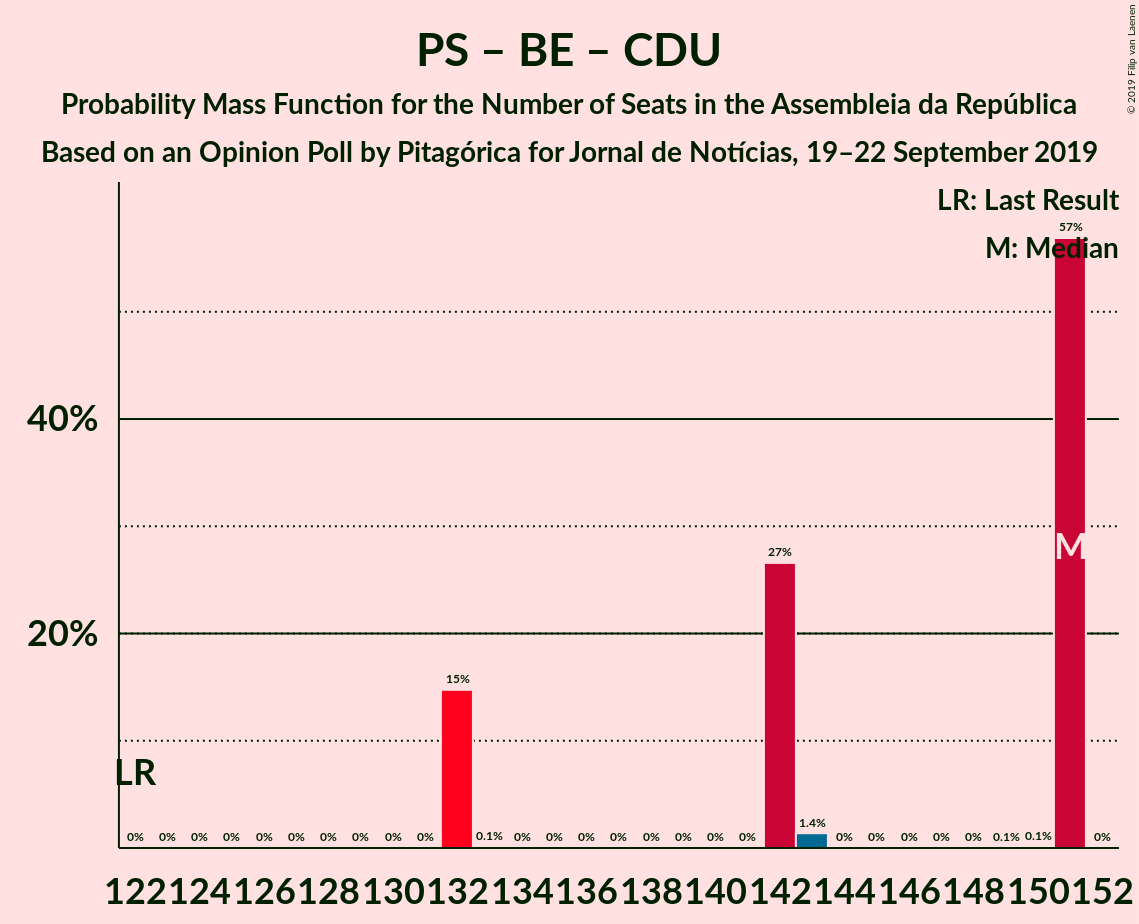 PS – BE – CDU
Probability Mass Function for the Number of Seats in the Assembleia da República
Based on an Opinion Poll by Pitagórica for Jornal de Notícias, 19–22 September 2019
© 2019 Filip van Laenen
LR: Last Result
M: Median
57%
40%
M
27%
20%
15%
LR
1.4%
0% 0% 0% 0% 0% 0% 0% 0% 0% 0% 0.1% 0% 0% 0% 0% 0% 0% 0% 0% 0% 0% 0% 0% 0% 0.1% 0.1% 0%
122 124 126 128 130 132 134 136 138 140 142 144 146 148 150 152